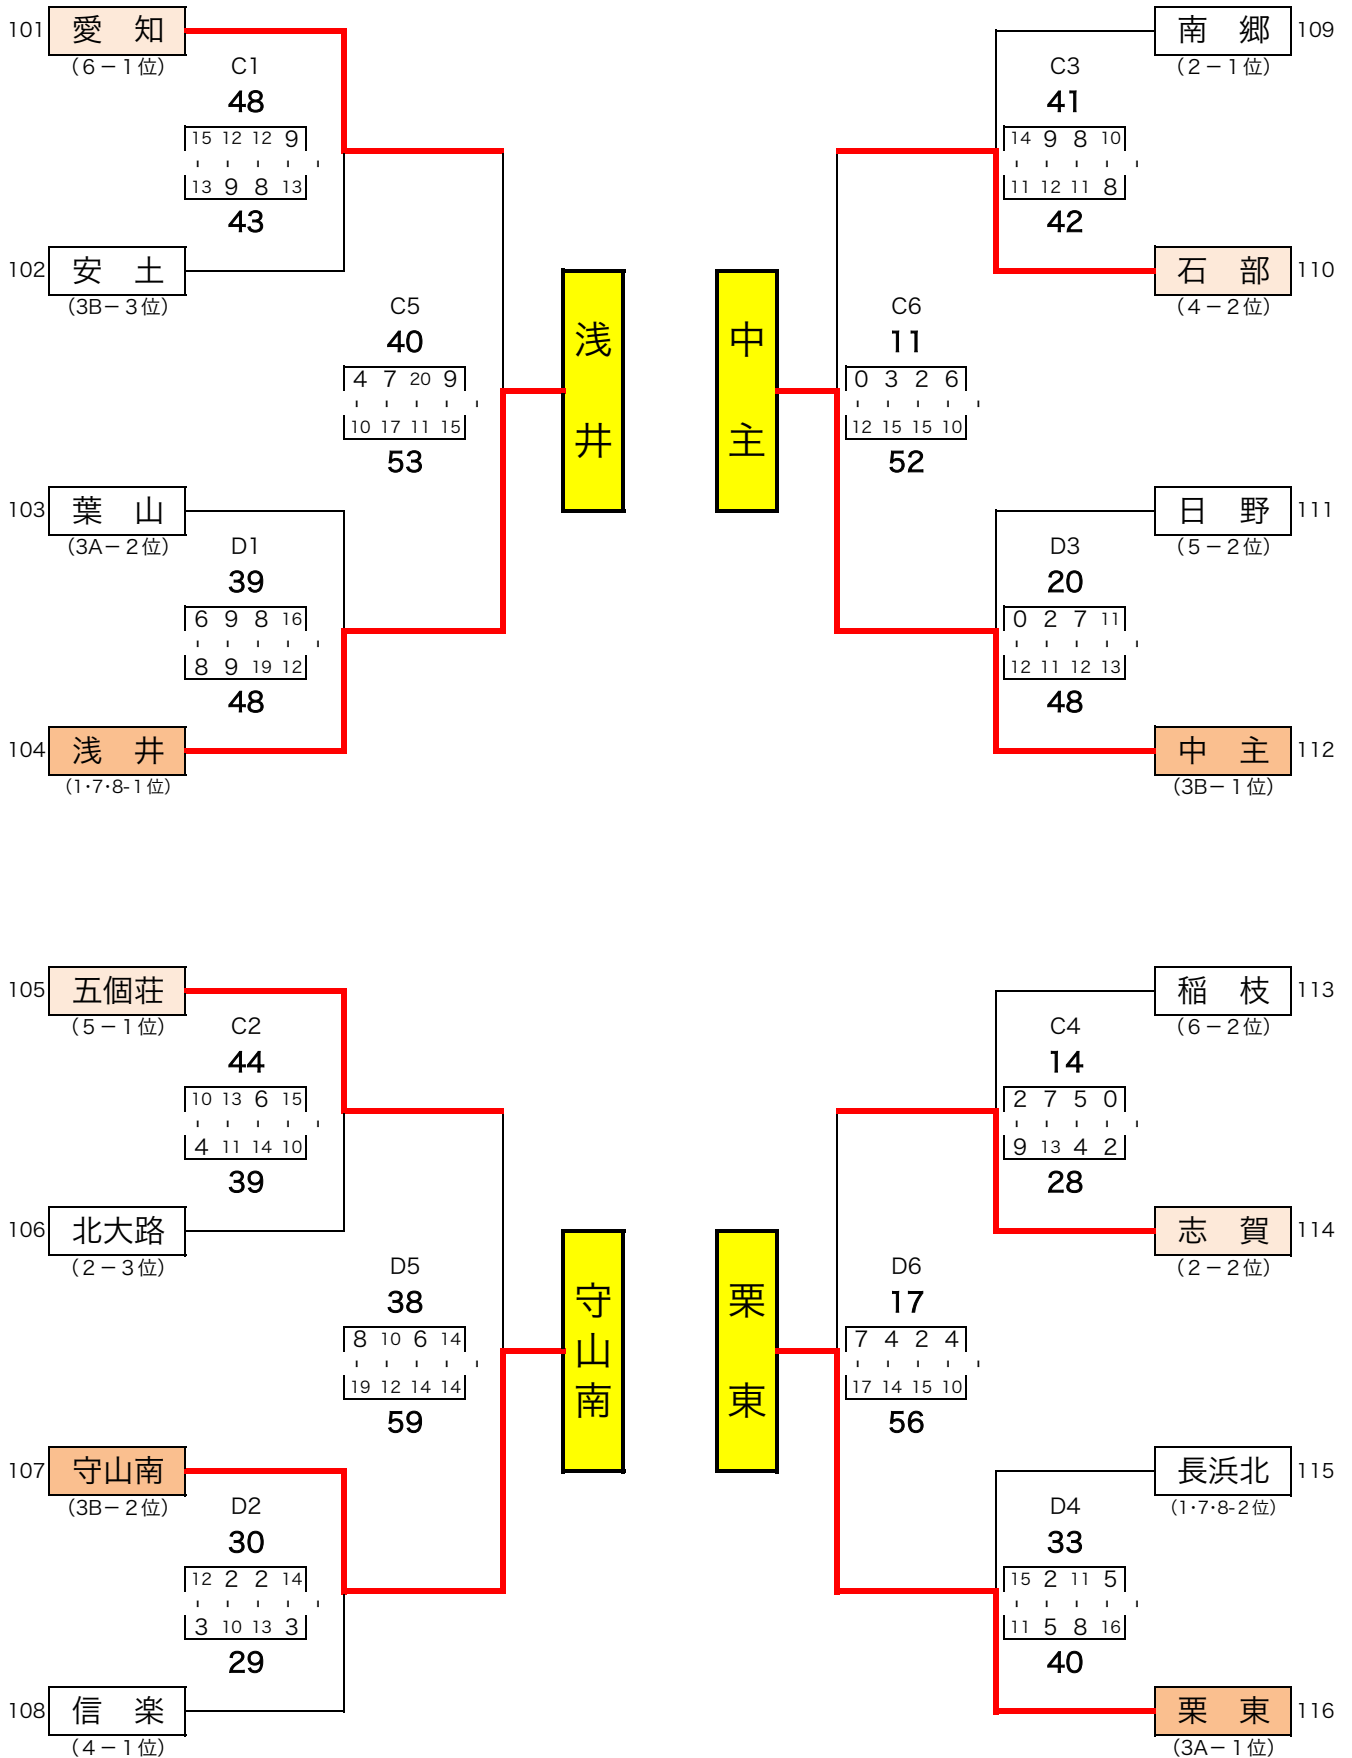 101 愛 知
(6－1位)
C1
48
15 12 12 9
13 9 8 13
43
102 安 土
(3B－3位)
C5
40
4 7 20 9
10 17 11 15
53
浅井
103 葉 山
(3A－2位)
D1
39
6 9 8 16
8 9 19 12
48
104 浅 井
(1･7･8-1位)
南 郷 109
(2－1位)
C3
41
14 9 8 10
11 12 11 8
42
石 部 110
(4－2位)
C6
11
0 3 2 6
12 15 15 10
52
中主
日 野 111
(5－2位)
D3
20
0 2 7 11
12 11 12 13
48
中 主 112
(3B－1位)
105 五個荘
(5－1位)
C2
44
10 13 6 15
4 11 14 10
39
106 北大路
(2－3位)
D5
38
8 10 6 14
19 12 14 14
59
守山南
107 守山南
(3B－2位)
D2
30
12 2 2 14
3 10 13 3
29
108 信 楽
(4－1位)
稲 枝 113
(6－2位)
C4
14
2 7 5 0
9 13 4 2
28
志 賀 114
(2－2位)
D6
17
7 4 2 4
17 14 15 10
56
栗東
長浜北 115
(1･7･8-2位)
D4
33
15 2 11 5
11 5 8 16
40
栗 東 116
(3A－1位)